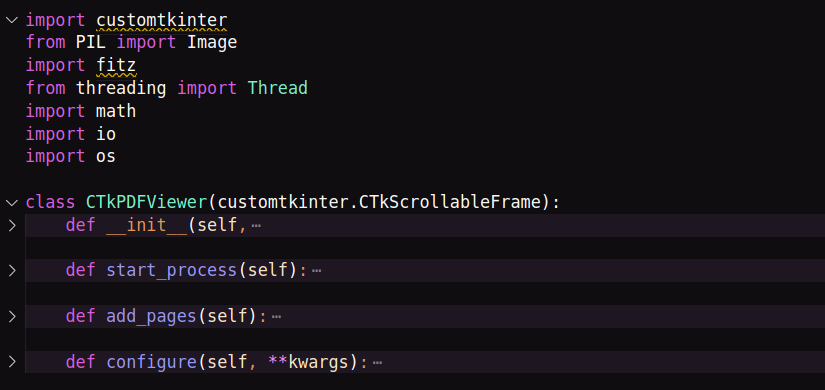 import customtkinter
from PIL import Image
import fitz
from threading import Thread
import math
import io
import os
class CTkPDFViewer(customtkinter.CTkScrollableFrame):
def __init__(self,⋯
def start_process(self):⋯
def add_pages(self):⋯
def configure(self, **kwargs):⋯